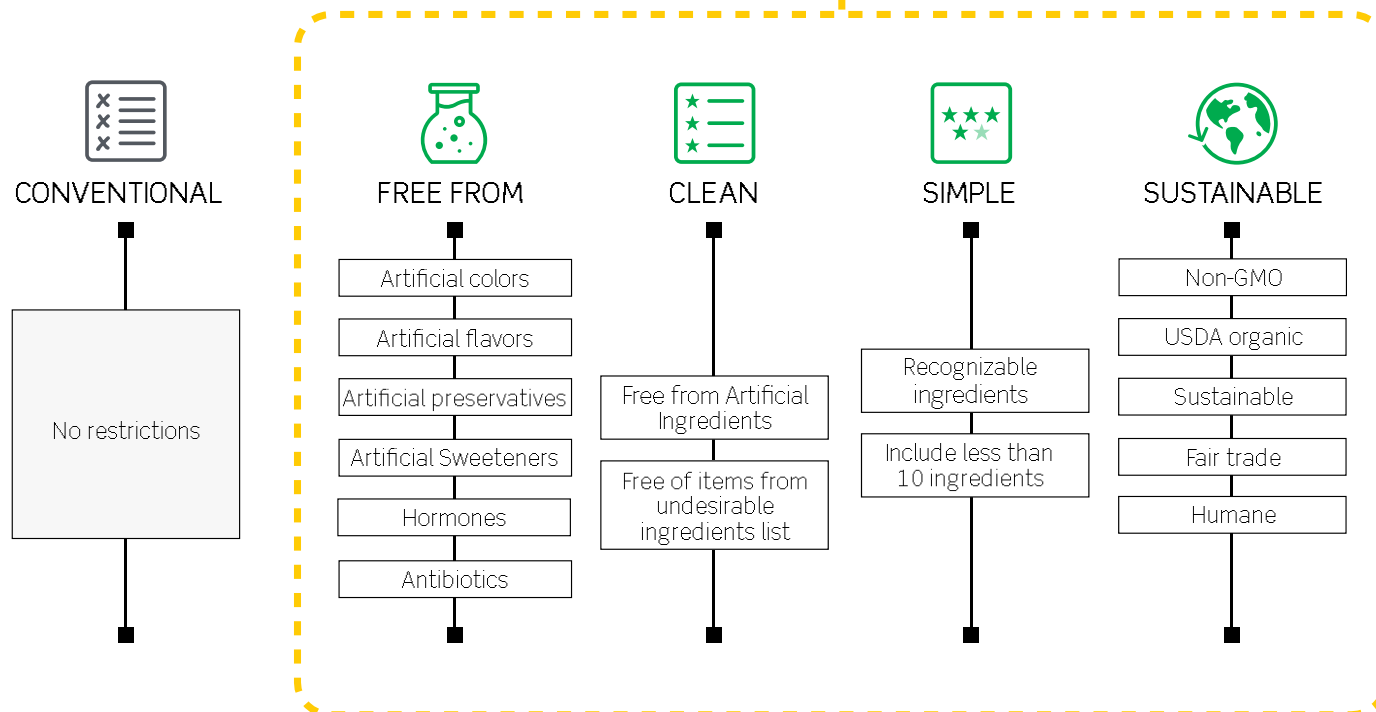 CONVENTIONAL
No restrictions
FREE FROM
Artificial colors
Artificial flavors
Artificial preservatives
Artificial Sweeteners
Hormones
Antibiotics
CLEAN
Free from Artificial
Ingredients
Free of items from
undesirable
ingredients list
SIMPLE
Recognizable
ingredients
Include less than
10 ingredients
SUSTAINABLE
Non-GMO
USDA organic
Sustainable
Fair trade
Humane